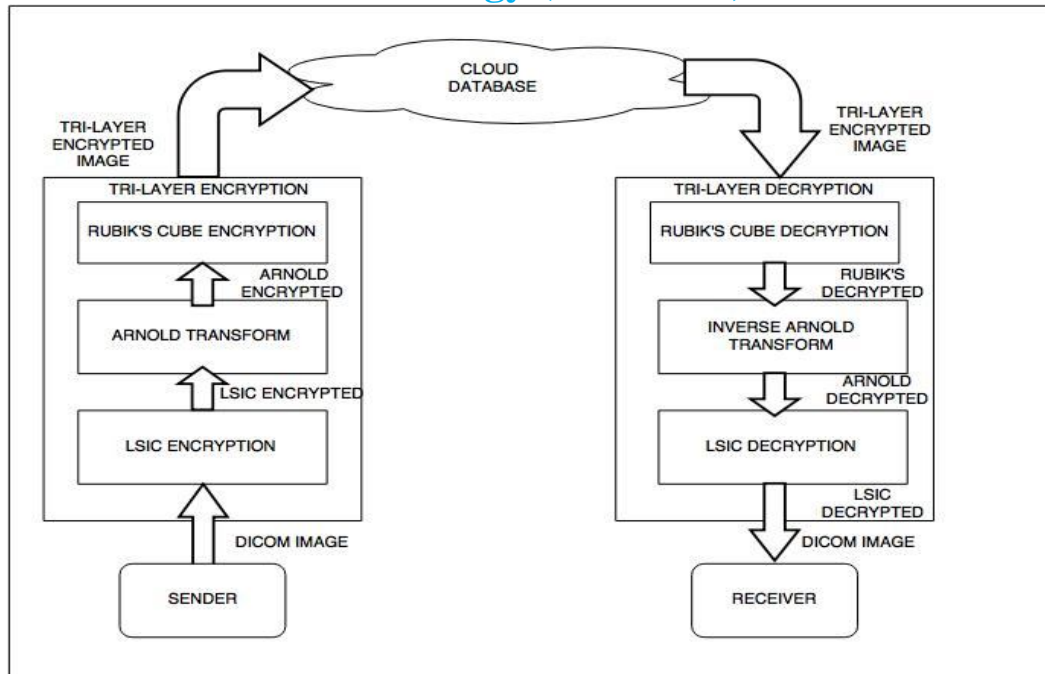 CLOUD
DATABASE
TRI-LAYER
ENCRYPTED
IMAGE
TRI-LAYER
ENCRYPTED
IMAGE
TRI-LAYER ENCRYPTION
RUBIK'S CUBE ENCRYPTION
ARNOLD
ENCRYPTED
ARNOLD TRANSFORM
LSIC ENCRYPTED
LSIC ENCRYPTION
DICOM IMAGE
SENDER
TRI-LAYER DECRYPTION
RUBIK'S CUBE DECRYPTION
RUBIK'S
DECRYPTED
INVERSE ARNOLD
TRANSFORM
ARNOLD
DECRYPTED
LSIC DECRYPTION
LSIC
DECRYPTED
DICOM IMAGE
RECEIVER